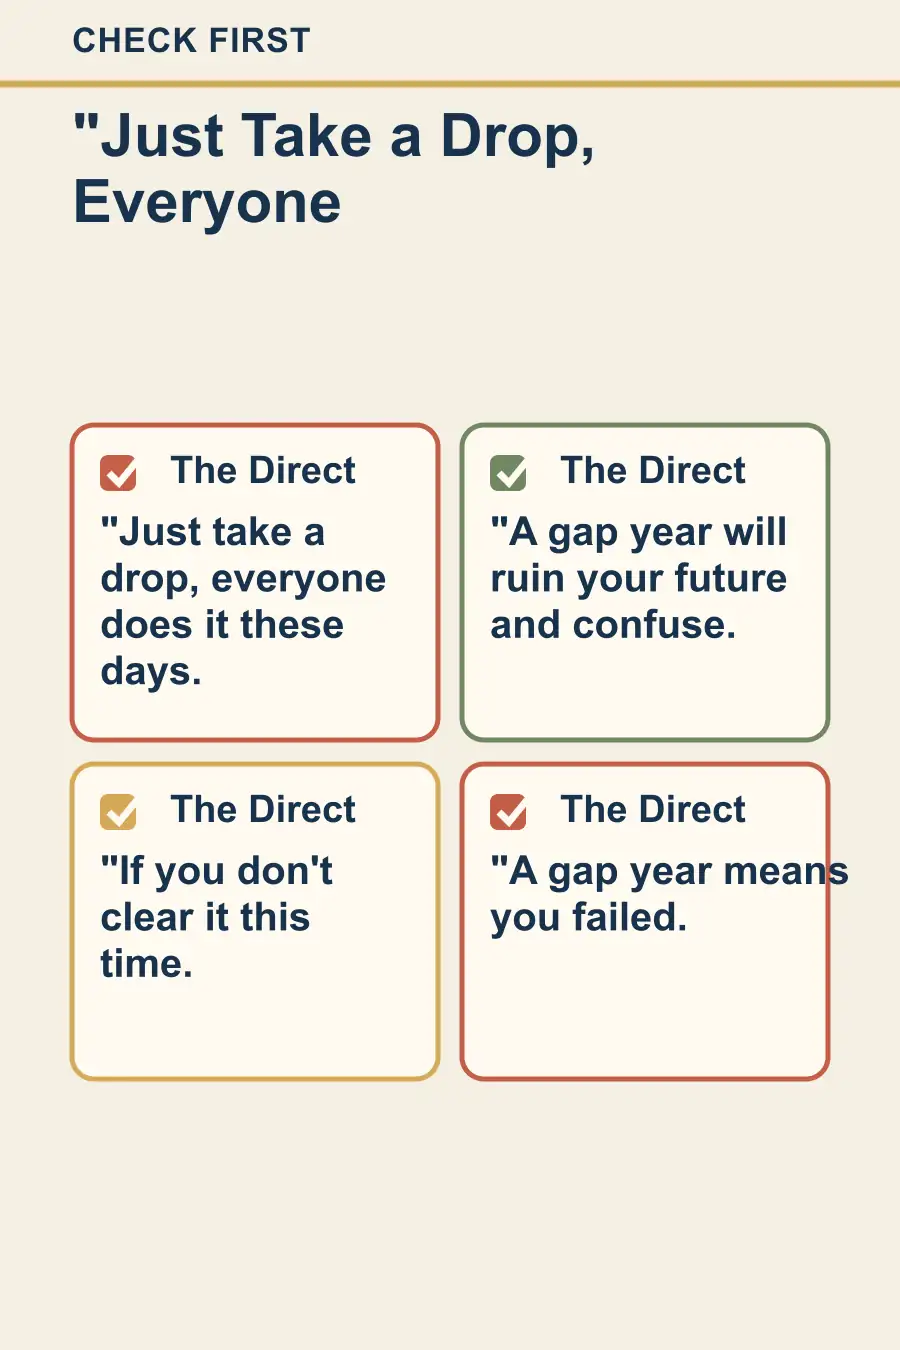 CHECK FIRST
"Just Take a Drop,
Everyone
The Direct
"Just take a
drop, everyone
does it these
days.
The Direct
"A gap year will
ruin your future
and confuse.
The Direct
"If you don't
clear it this
time.
The Direct
"A gap year means
you failed.